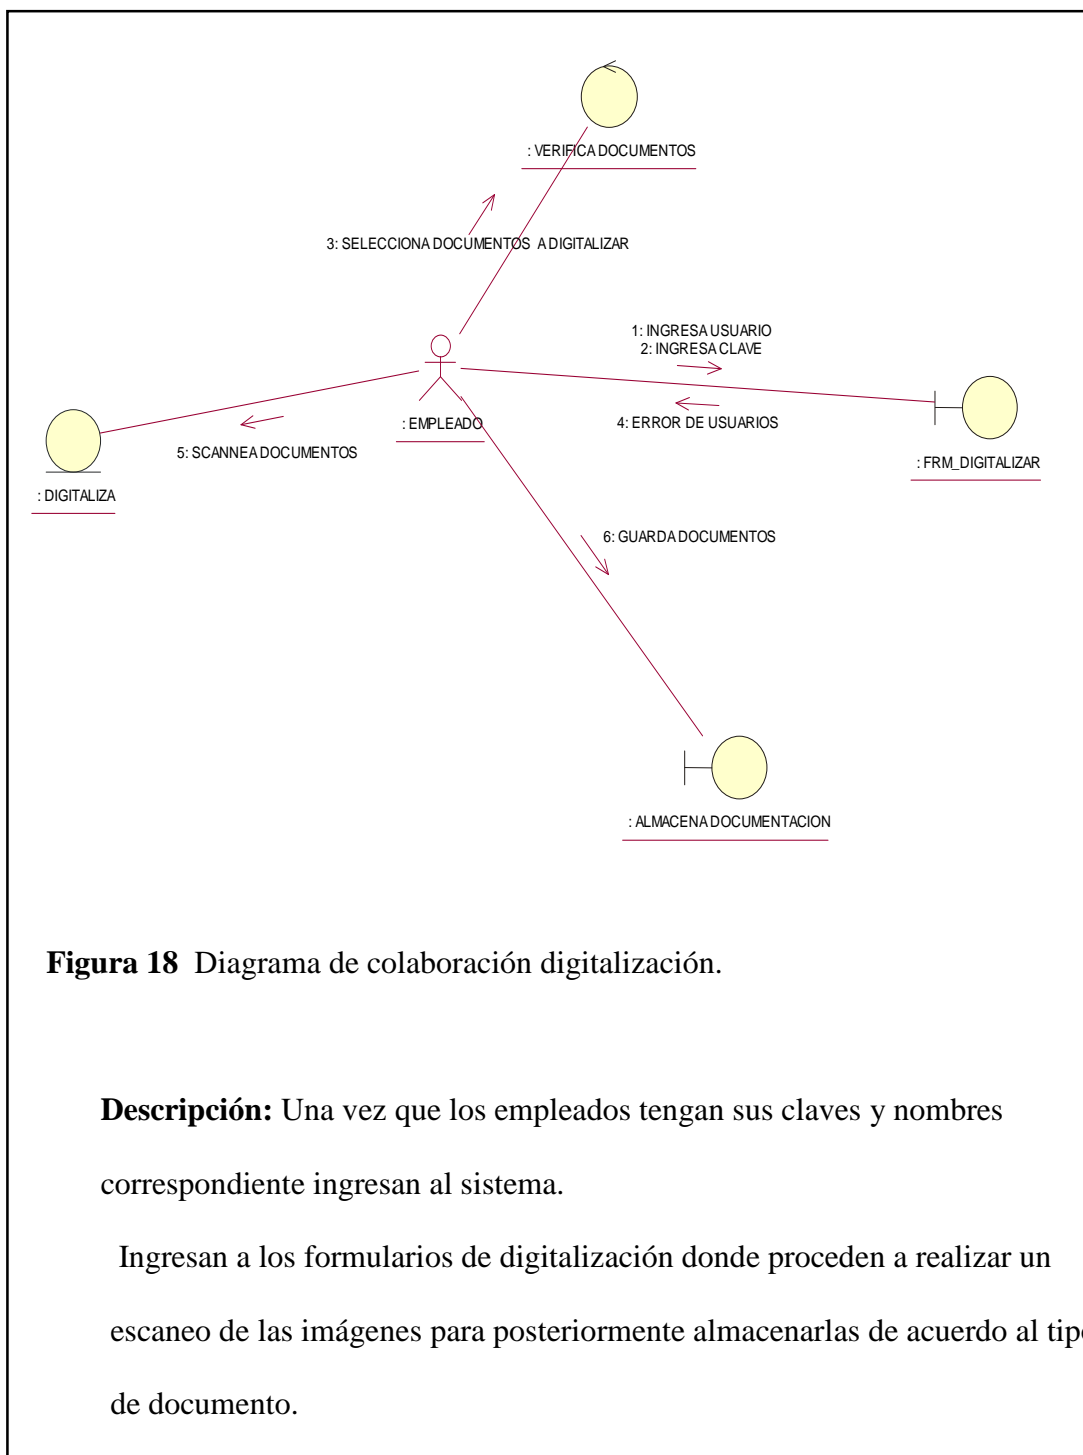 : VERIFICA DOCUMENTOS
3: SELECCIONA DOCUMENTOS A DIGITALIZAR
1: INGRESA USUARIO
2: INGRESA CLAVE
: EMPLEADO
4: ERROR DE USUARIOS
5: SCANNEA DOCUMENTOS
: FRM_DIGITALIZAR
: DIGITALIZA
6: GUARDA DOCUMENTOS
: ALMACENA DOCUMENTACION
Figura 18 Diagrama de colaboración digitalización.
Descripción: Una vez que los empleados tengan sus claves y nombres
correspondiente ingresan al sistema.
Ingresan a los formularios de digitalización donde proceden a realizar un
escaneo de las imágenes para posteriormente almacenarlas de acuerdo al tipo
de documento.